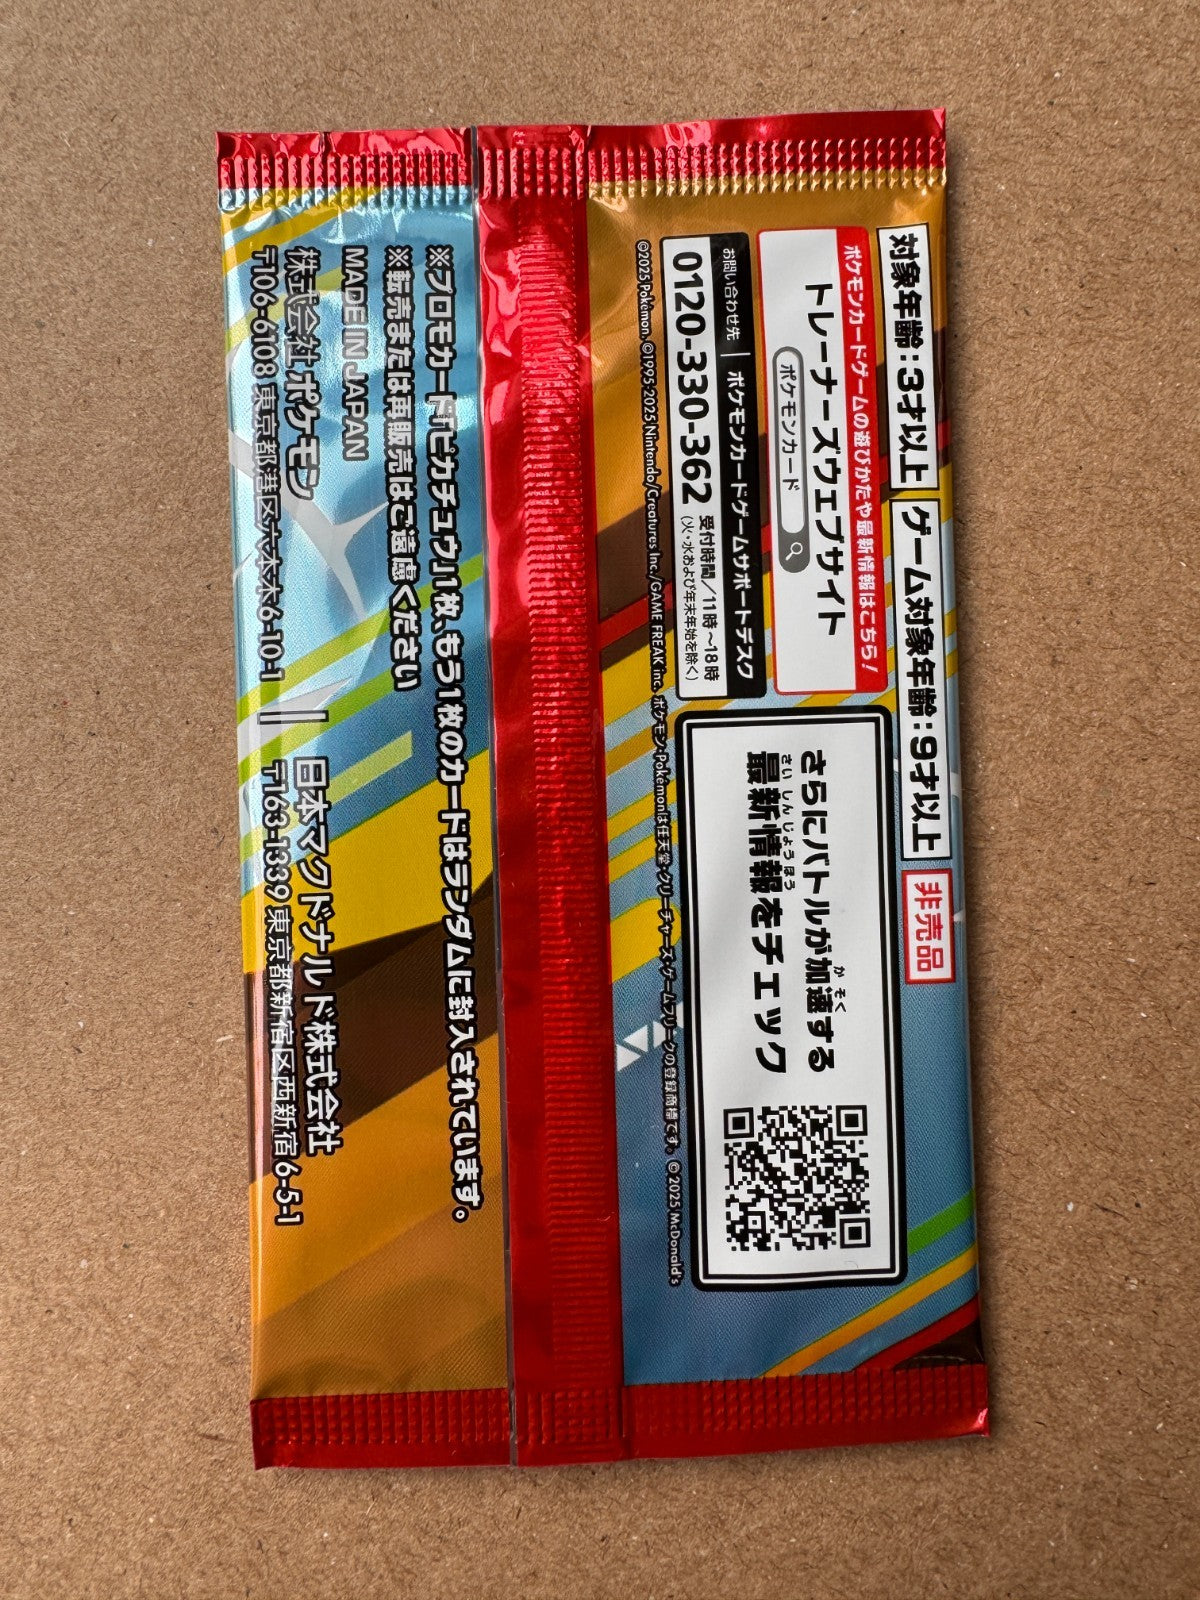 対象年齢：3才以上 ゲーム対象年齢：9才以上 非売品
ポケモンカードゲームの遊びかたや最新情報はこちら！
トレーナーズウェブサイト
ポケモンカード
お問い合わせ先 ポケモンカードゲームサポートデスク
0120-330-362 受付時間／11時～18時
(火・水および年末年始を除く)
さらにバトルが加速する
かそく
最新情報をチェック
さいしんじょうほう
©2025 Pokémon. ©1995-2025 Nintendo/Creatures Inc./GAME FREAK inc. ポケモン・Pokémonは任天堂・クリーチャーズ・ゲームフリークの登録商標です。 © 2025 McDonald's
※プロモカード「ピカチュウ」1枚、もう1枚のカードはランダムに封入されています。
※転売または再販売はご遠慮ください
MADE IN JAPAN
株式会社 ポケモン
〒106-6108 東京都港区六本木6-10-1
日本マクドナルド株式会社
〒163-1339 東京都新宿区西新宿 6-5-1